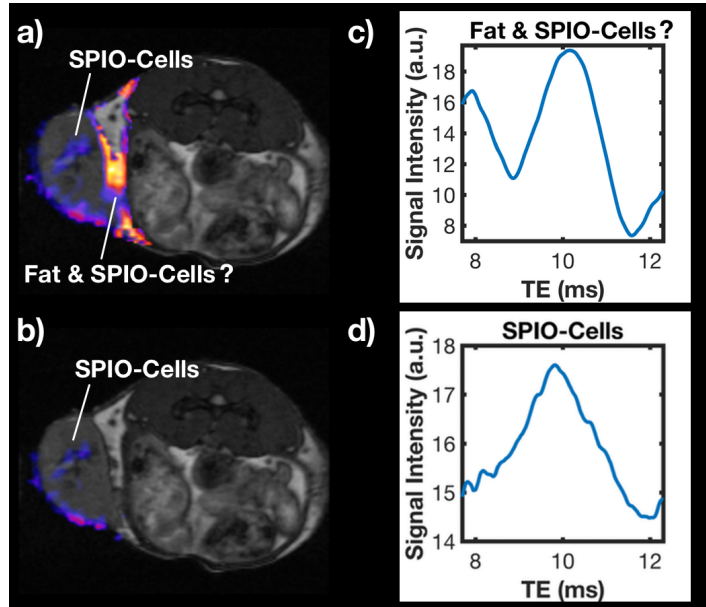 a)
SPIO-Cells
Fat & SPIO-Cells ?
b)
SPIO-Cells
c)
Fat & SPIO-Cells ?
Signal Intensity (a.u.)
18
16
14
12
10
8
8 10 12
TE (ms)
d)
SPIO-Cells
Signal Intensity (a.u.)
18
17
16
15
14
8 10 12
TE (ms)